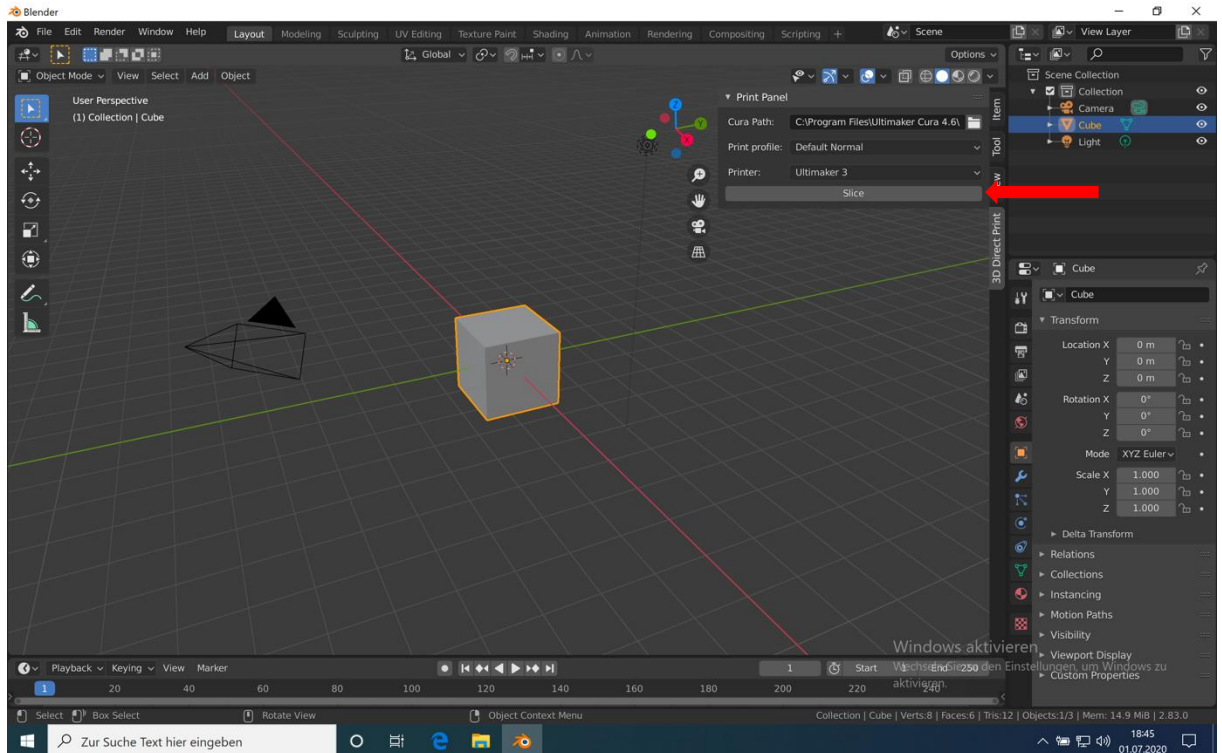 Blender
File Edit Render Window Help Layout Modeling Sculpting UV Editing Texture Paint Shading Animation Rendering Compositing Scripting + Scene View Layer
Global Options
Object Mode View Select Add Object
User Perspective
(1) Collection | Cube
Z
Y
X
Print Panel
Cura Path: C:\Program Files\Ultimaker Cura 4.6\
Print profile: Default Normal
Printer: Ultimaker 3
Slice
Item
Tool
3D Direct Print
Scene Collection
Collection
Camera
Cube
Light
Cube
Cube
Transform
Location X 0 m
Y 0 m
Z 0 m
Rotation X 0°
Y 0°
Z 0°
Mode XYZ Euler
Scale X 1.000
Y 1.000
Z 1.000
Delta Transform
Relations
Collections
Instancing
Motion Paths
Visibility
Viewport Display
Custom Properties
Windows aktivieren
Wechseln Sie zu den Einstellungen, um Windows zu
aktivieren.
Playback Keying View Marker 1 Start 1 End 250
1 20 40 60 80 100 120 140 160 180 200 220 240
Select Box Select Rotate View Object Context Menu Collection | Cube | Verts:8 | Faces:6 | Tris:12 | Objects:1/3 | Mem: 14.9 MiB | 2.83.0
Zur Suche Text hier eingeben
18:45
01.07.2020